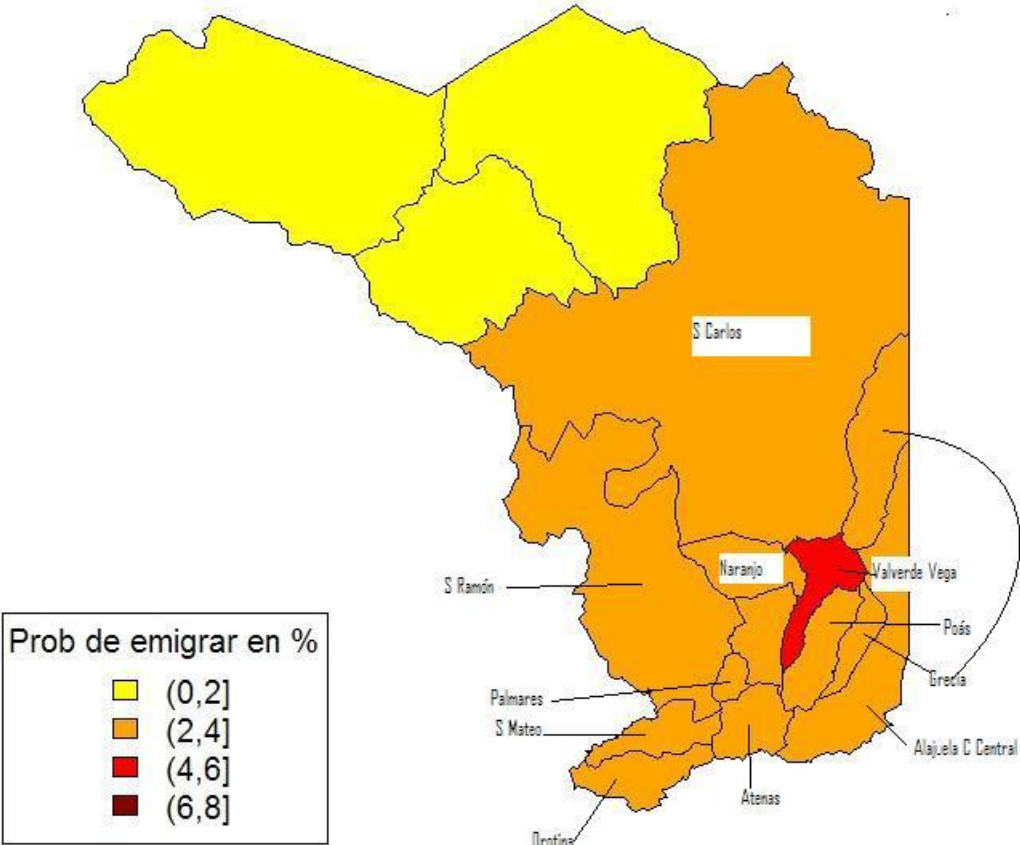 S Carlos
Naranjo
Valverde Vega
S Ramón
Poás
Grecia
Palmares
S Mateo
Alajuela C Central
Atenas
Orotina
Prob de emigrar en %
(0,2]
(2,4]
(4,6]
(6,8]